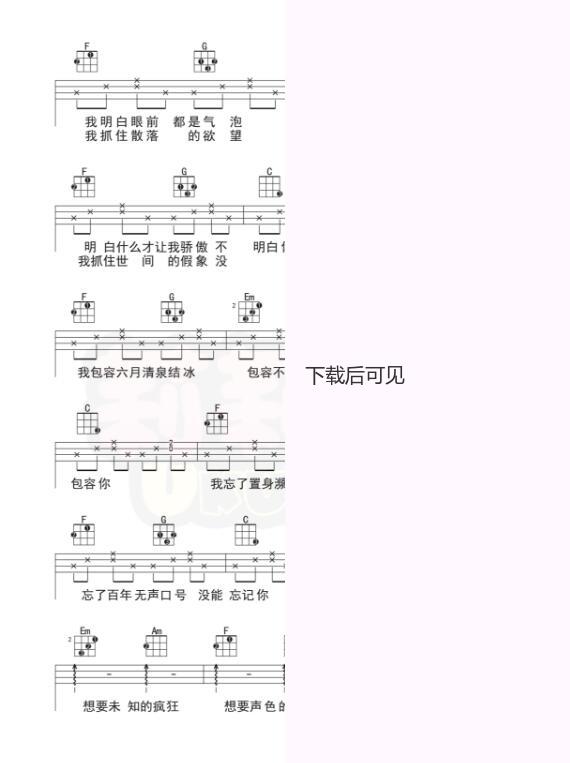 F G
我明白眼前 都是气 泡
我抓住散落 的欲 望
F G C
明 白什么才让我骄傲 不 明白
我抓住世 间 的假象 没
F G Em
2
我包容六月清泉结冰 包容不
下载后可见
C F
包容你 我忘了置身濒
F G C
忘了百年 无声口号 没能 忘记你
Em Am F
2
想要未 知的疯狂 想要声色的